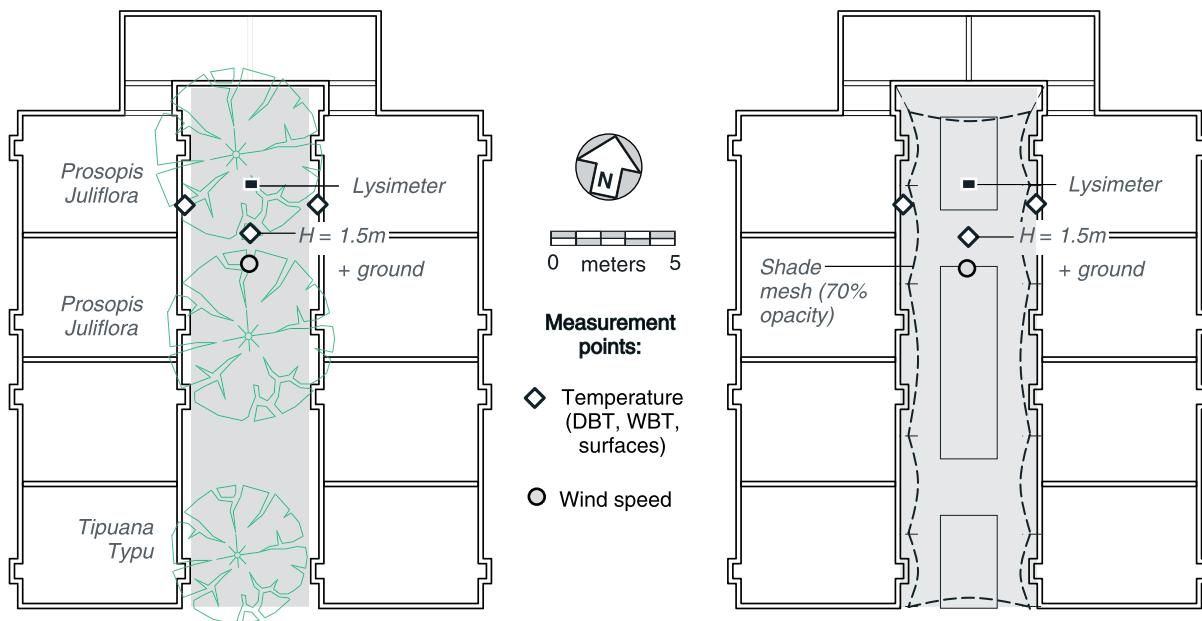 Prosopis
Juliflora
Lysimeter
H = 1.5m
+ ground
Prosopis
Juliflora
Tipuana
Typu
N
0 meters 5
Measurement
points:
Temperature
(DBT, WBT,
surfaces)
Wind speed
Lysimeter
H = 1.5m
+ ground
Shade
mesh (70%
opacity)